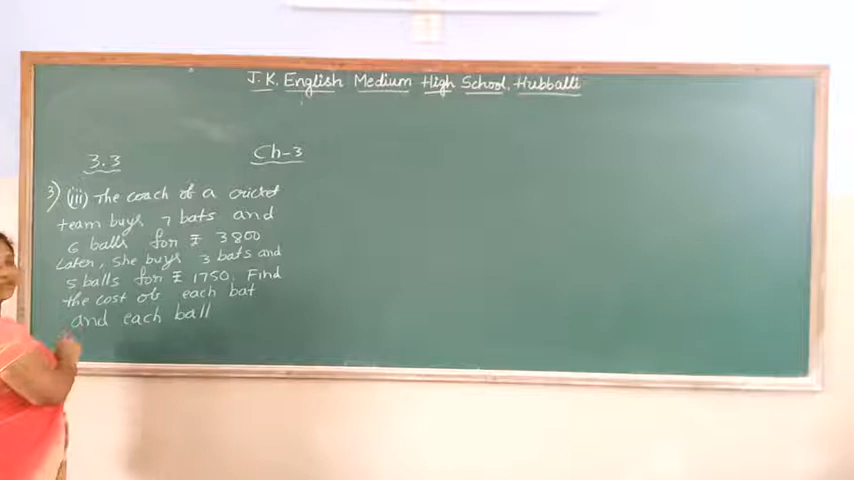 J.K. English Medium High School, Hubballi
3.3
Ch-3
3) (iii) The coach of a cricket
team buys 7 bats and
6 balls for ₹ 3800
Later, she buys 3 bats and
5 balls for ₹ 1750. Find
the cost of each bat
and each ball